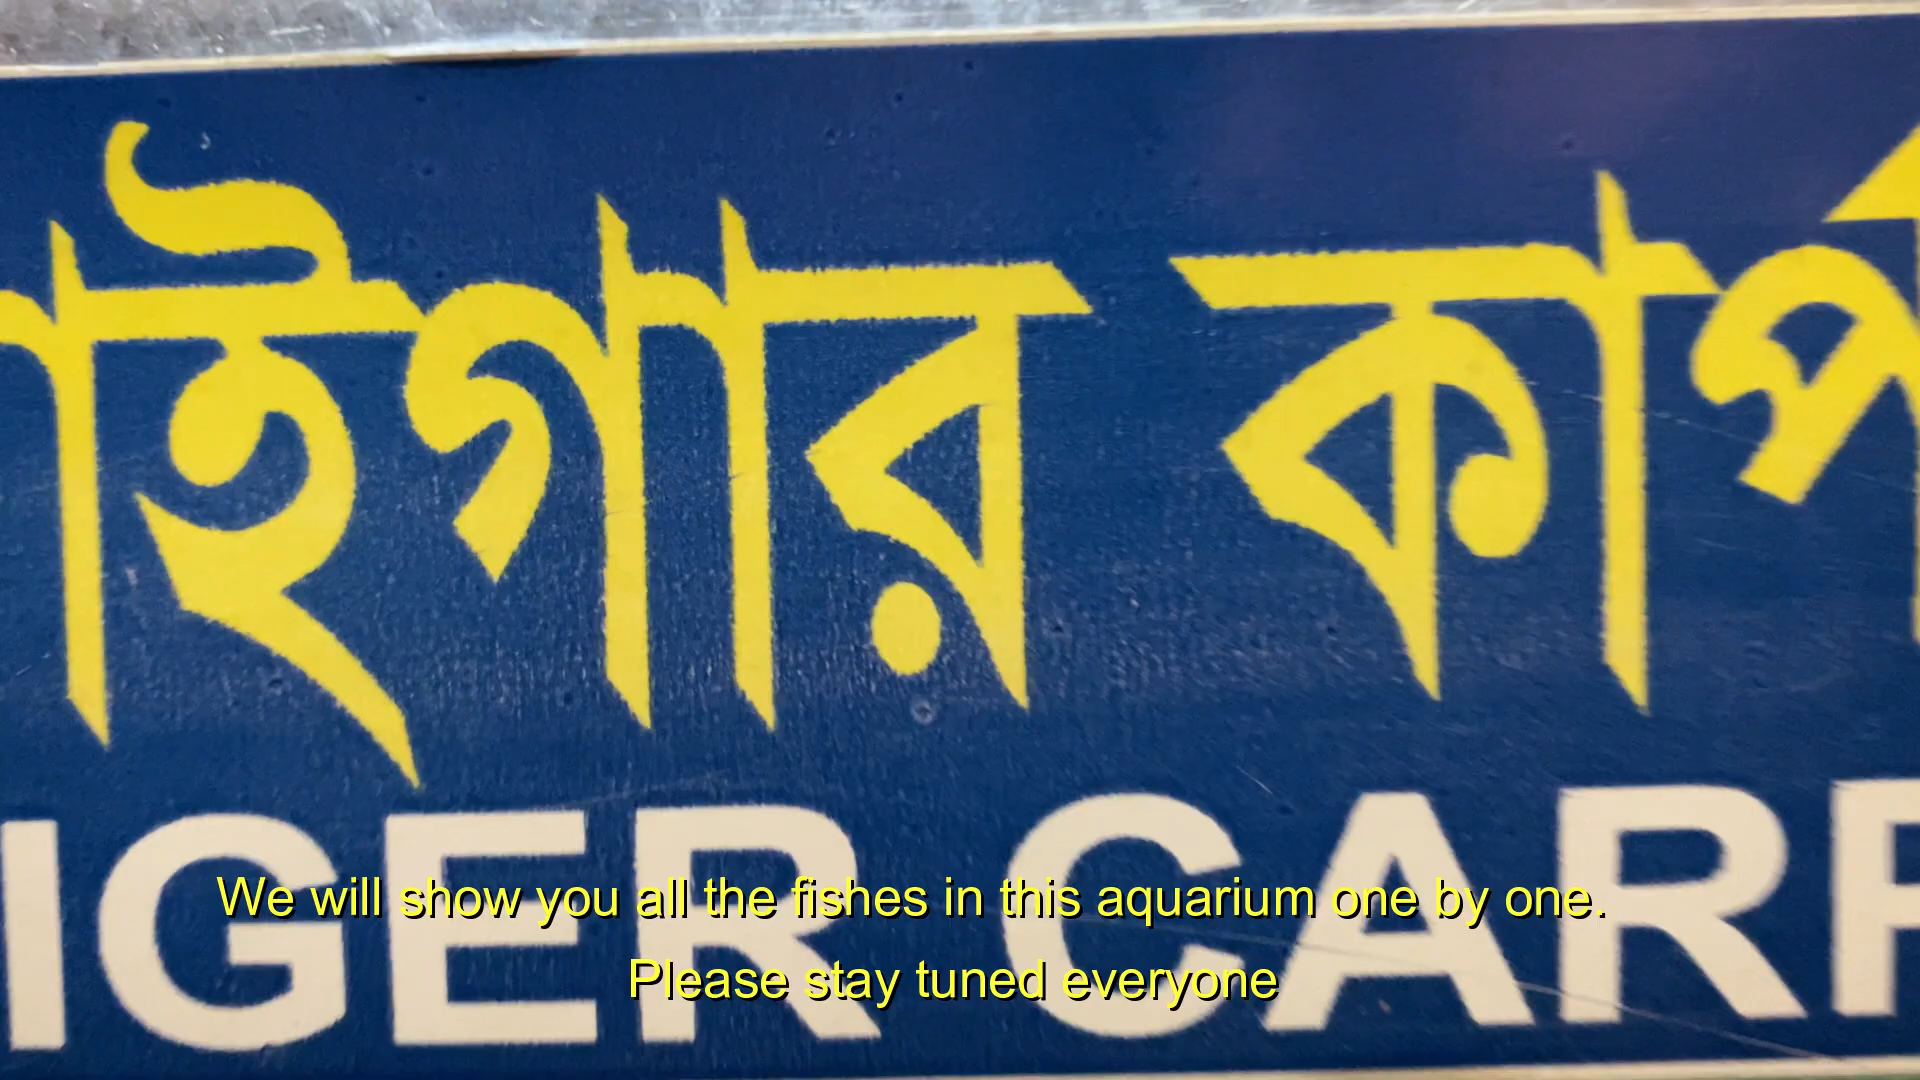 াইগার কার্প
IGER CARP
We will show you all the fishes in this aquarium one by one.
Please stay tuned everyone